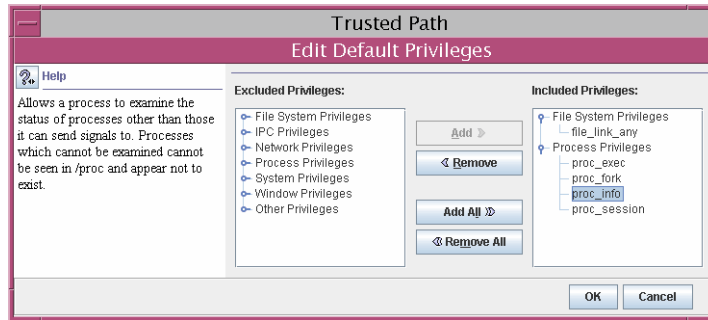 Trusted Path
Edit Default Privileges
Help
Allows a process to examine the
status of processes other than those
it can send signals to. Processes
which cannot be examined cannot
be seen in /proc and appear not to
exist.
Excluded Privileges:
File System Privileges
IPC Privileges
Network Privileges
Process Privileges
System Privileges
Window Privileges
Other Privileges
Add
Remove
Add All
Remove All
Included Privileges:
File System Privileges
file_link_any
Process Privileges
proc_exec
proc_fork
proc_info
proc_session
OK
Cancel